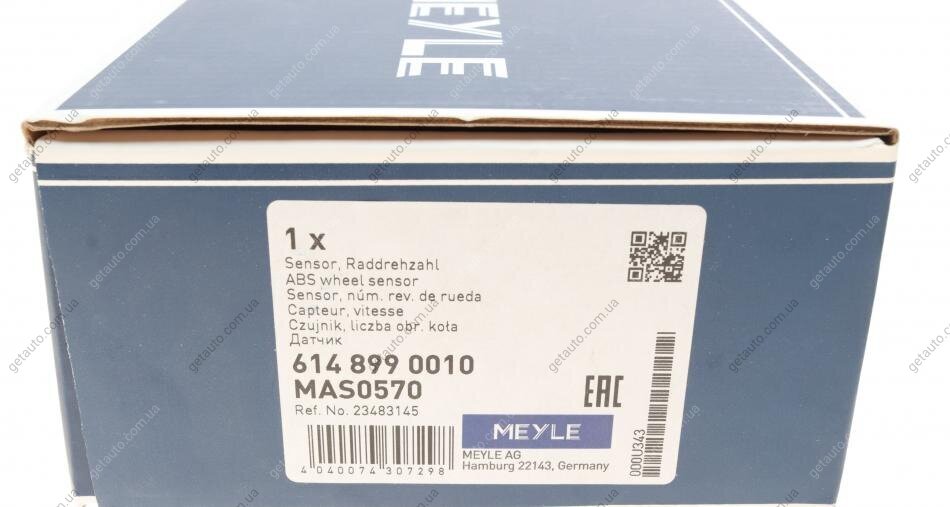 MEYLE
1 x
Sensor, Raddrehzahl
ABS wheel sensor
Sensor, núm. rev. de rueda
Capteur, vitesse
Czujnik, liczba obr. koła
Датчик
614 899 0010
MAS0570
Ref. No. 23483145
4 040074 307298
EAC
MEYLE
MEYLE AG
Hamburg 22143, Germany
000U343
getauto.com.ua